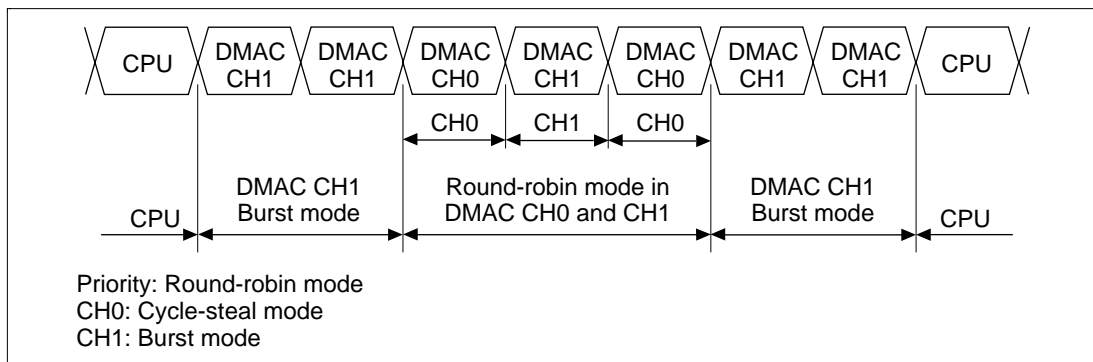 CPU DMAC CH1 DMAC CH1 DMAC CH0 DMAC CH1 DMAC CH0 DMAC CH1 DMAC CH1 CPU
CH0 CH1 CH0
DMAC CH1 Round-robin mode in DMAC CH1
Burst mode DMAC CH0 and CH1 Burst mode
CPU CPU
Priority: Round-robin mode
CH0: Cycle-steal mode
CH1: Burst mode